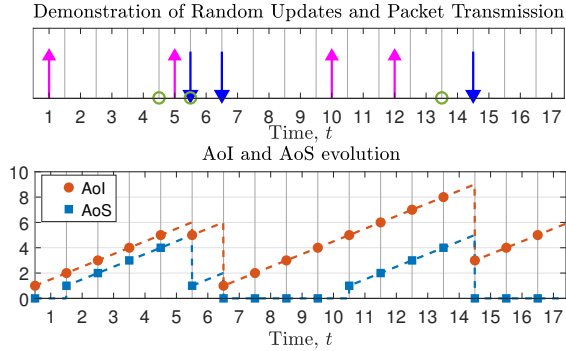 Demonstration of Random Updates and Packet Transmission
1 2 3 4 5 6 7 8 9 10 11 12 13 14 15 16 17
Time, t
AoI and AoS evolution
10
AoI
8
AoS
6
4
2
0
1 2 3 4 5 6 7 8 9 10 11 12 13 14 15 16 17
Time, t